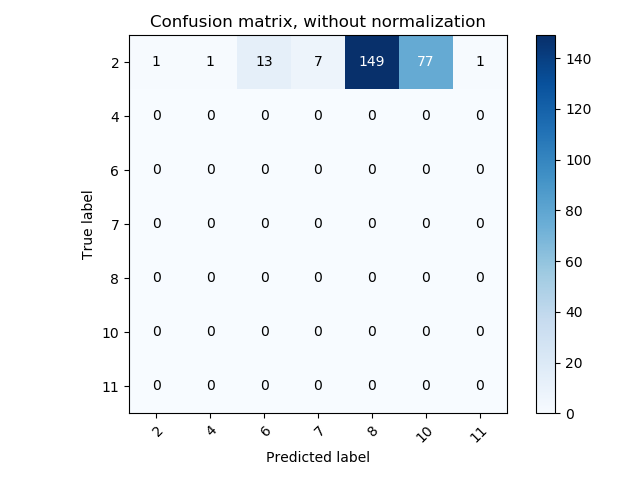 Confusion matrix, without normalization
True label
2 1 1 13 7 149 77 1
4 0 0 0 0 0 0 0
6 0 0 0 0 0 0 0
7 0 0 0 0 0 0 0
8 0 0 0 0 0 0 0
10 0 0 0 0 0 0 0
11 0 0 0 0 0 0 0
2 4 6 7 8 10 11
Predicted label
140
120
100
80
60
40
20
0